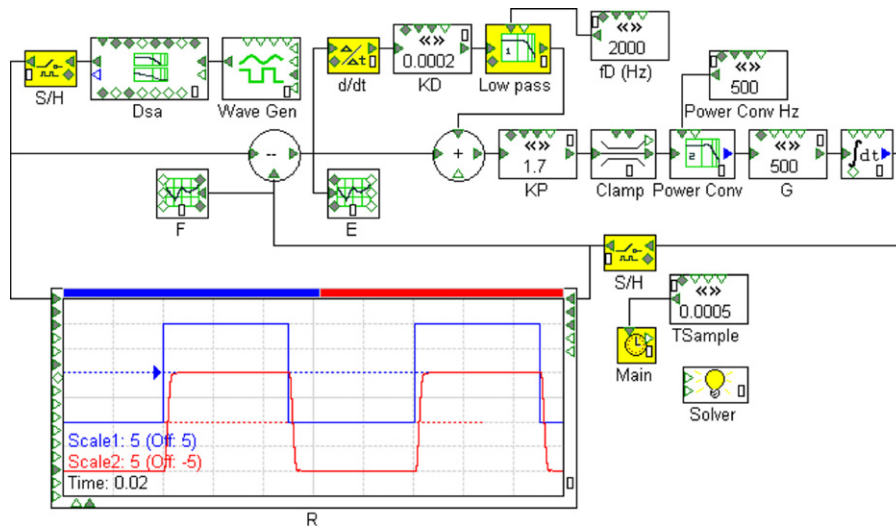 S/H
Dsa
Wave Gen
Δ/Δt
d/dt
«»
0.0002
KD
1
Low pass
«»
2000
fD (Hz)
«»
500
Power Conv Hz
--
+
«»
1.7
KP
Clamp
2
Power Conv
«»
500
G
∫dt
F
E
S/H
«»
0.0005
TSample
Main
Solver
Scale1: 5 (Off: 5)
Scale2: 5 (Off: -5)
Time: 0.02
R